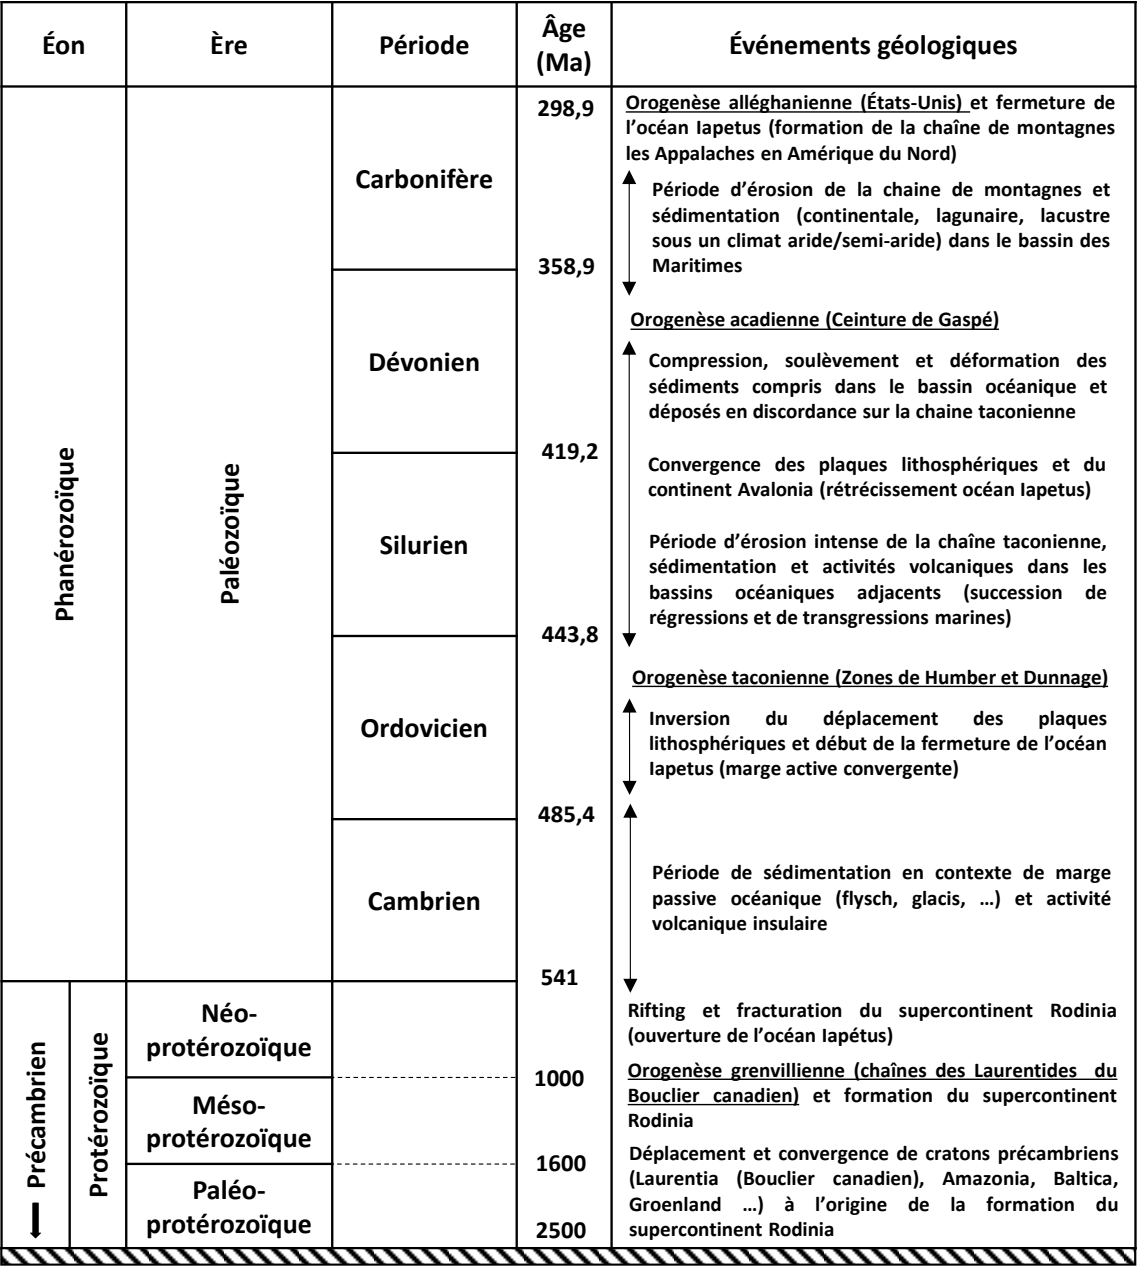 Éon
Ère
Période
Âge
(Ma)
Événements géologiques
Phanérozoïque
Paléozoïque
Carbonifère
298,9
Orogenèse alléghanienne (États-Unis) et fermeture de
l'océan Iapetus (formation de la chaîne de montagnes
les Appalaches en Amérique du Nord)
Période d'érosion de la chaine de montagnes et
sédimentation (continentale, lagunaire, lacustre
sous un climat aride/semi-aride) dans le bassin des
Maritimes
358,9
Orogenèse acadienne (Ceinture de Gaspé)
Dévonien
Compression, soulèvement et déformation des
sédiments compris dans le bassin océanique et
déposés en discordance sur la chaine taconienne
419,2
Convergence des plaques lithosphériques et du
continent Avalonia (rétrécissement océan Iapetus)
Silurien
Période d'érosion intense de la chaîne taconienne,
sédimentation et activités volcaniques dans les
bassins océaniques adjacents (succession de
régressions et de transgressions marines)
443,8
Orogenèse taconienne (Zones de Humber et Dunnage)
Ordovicien
Inversion du déplacement des plaques
lithosphériques et début de la fermeture de l'océan
Iapetus (marge active convergente)
485,4
Cambrien
Période de sédimentation en contexte de marge
passive océanique (flysch, glacis, …) et activité
volcanique insulaire
541
Précambrien
Protérozoïque
Néo-
protérozoïque
Rifting et fracturation du supercontinent Rodinia
(ouverture de l'océan Iapétus)
1000
Orogenèse grenvillienne (chaînes des Laurentides du
Bouclier canadien) et formation du supercontinent
Rodinia
Méso-
protérozoïque
1600
Déplacement et convergence de cratons précambriens
(Laurentia (Bouclier canadien), Amazonia, Baltica,
Groenland …) à l'origine de la formation du
supercontinent Rodinia
Paléo-
protérozoïque
2500